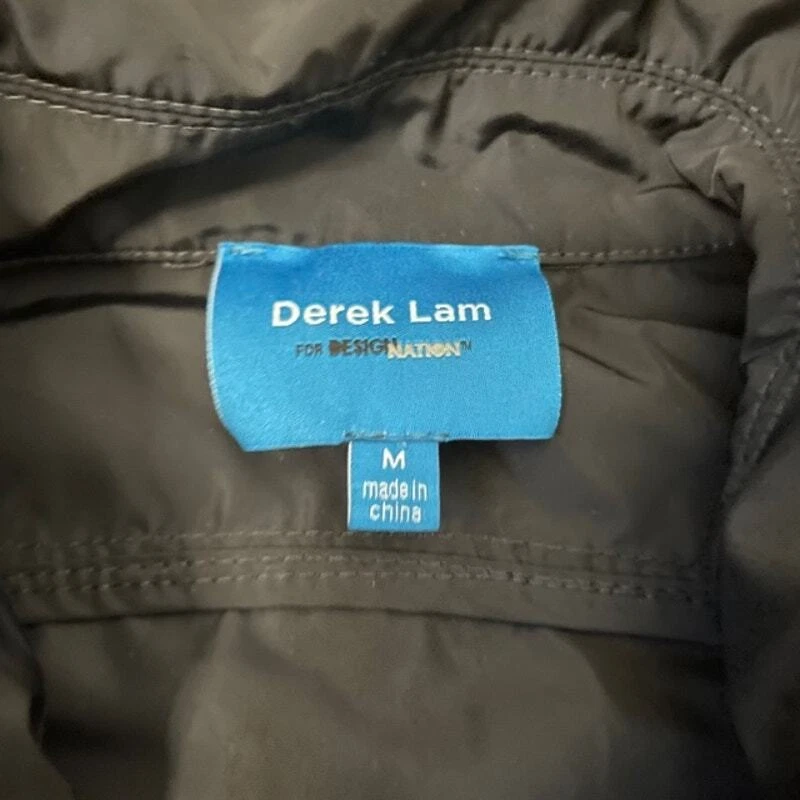 Derek Lam
FOR DESIGNNATION™
M
made in
china